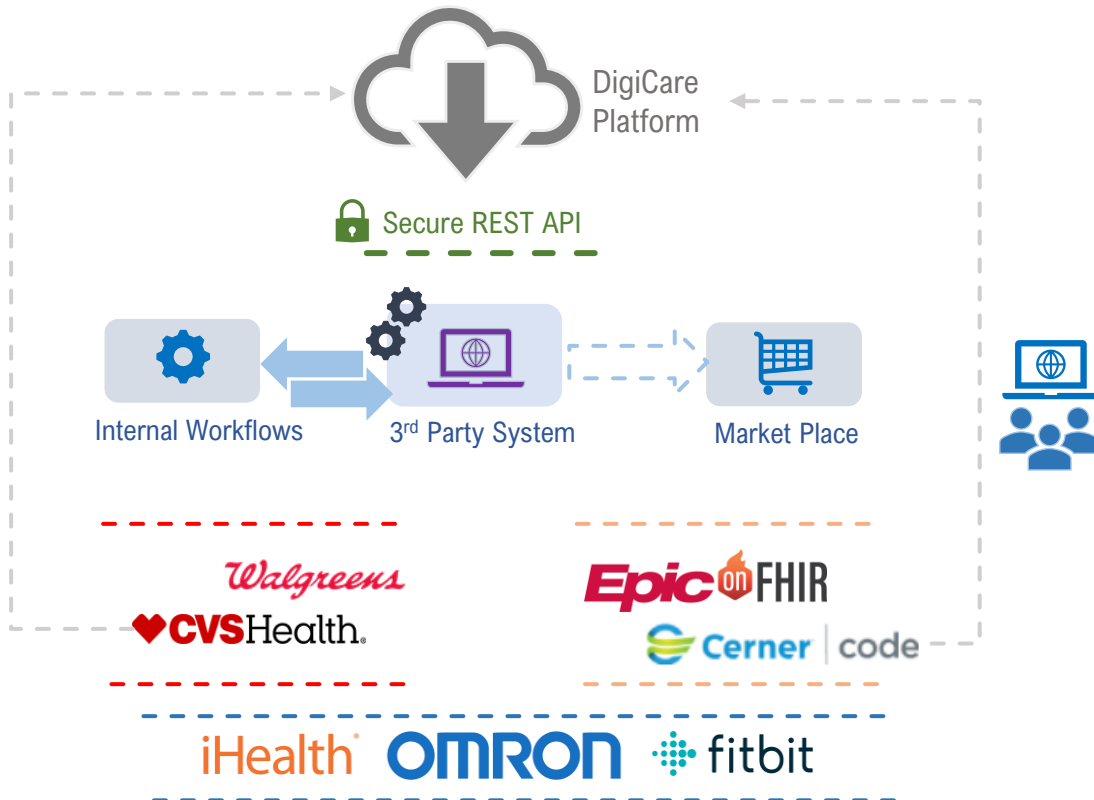 DigiCare
Platform
Secure REST API
Internal Workflows
3rd Party System
Market Place
Walgreens
CVSHealth.
Epic on FHIR
Cerner | code
iHealth
OMRON
fitbit